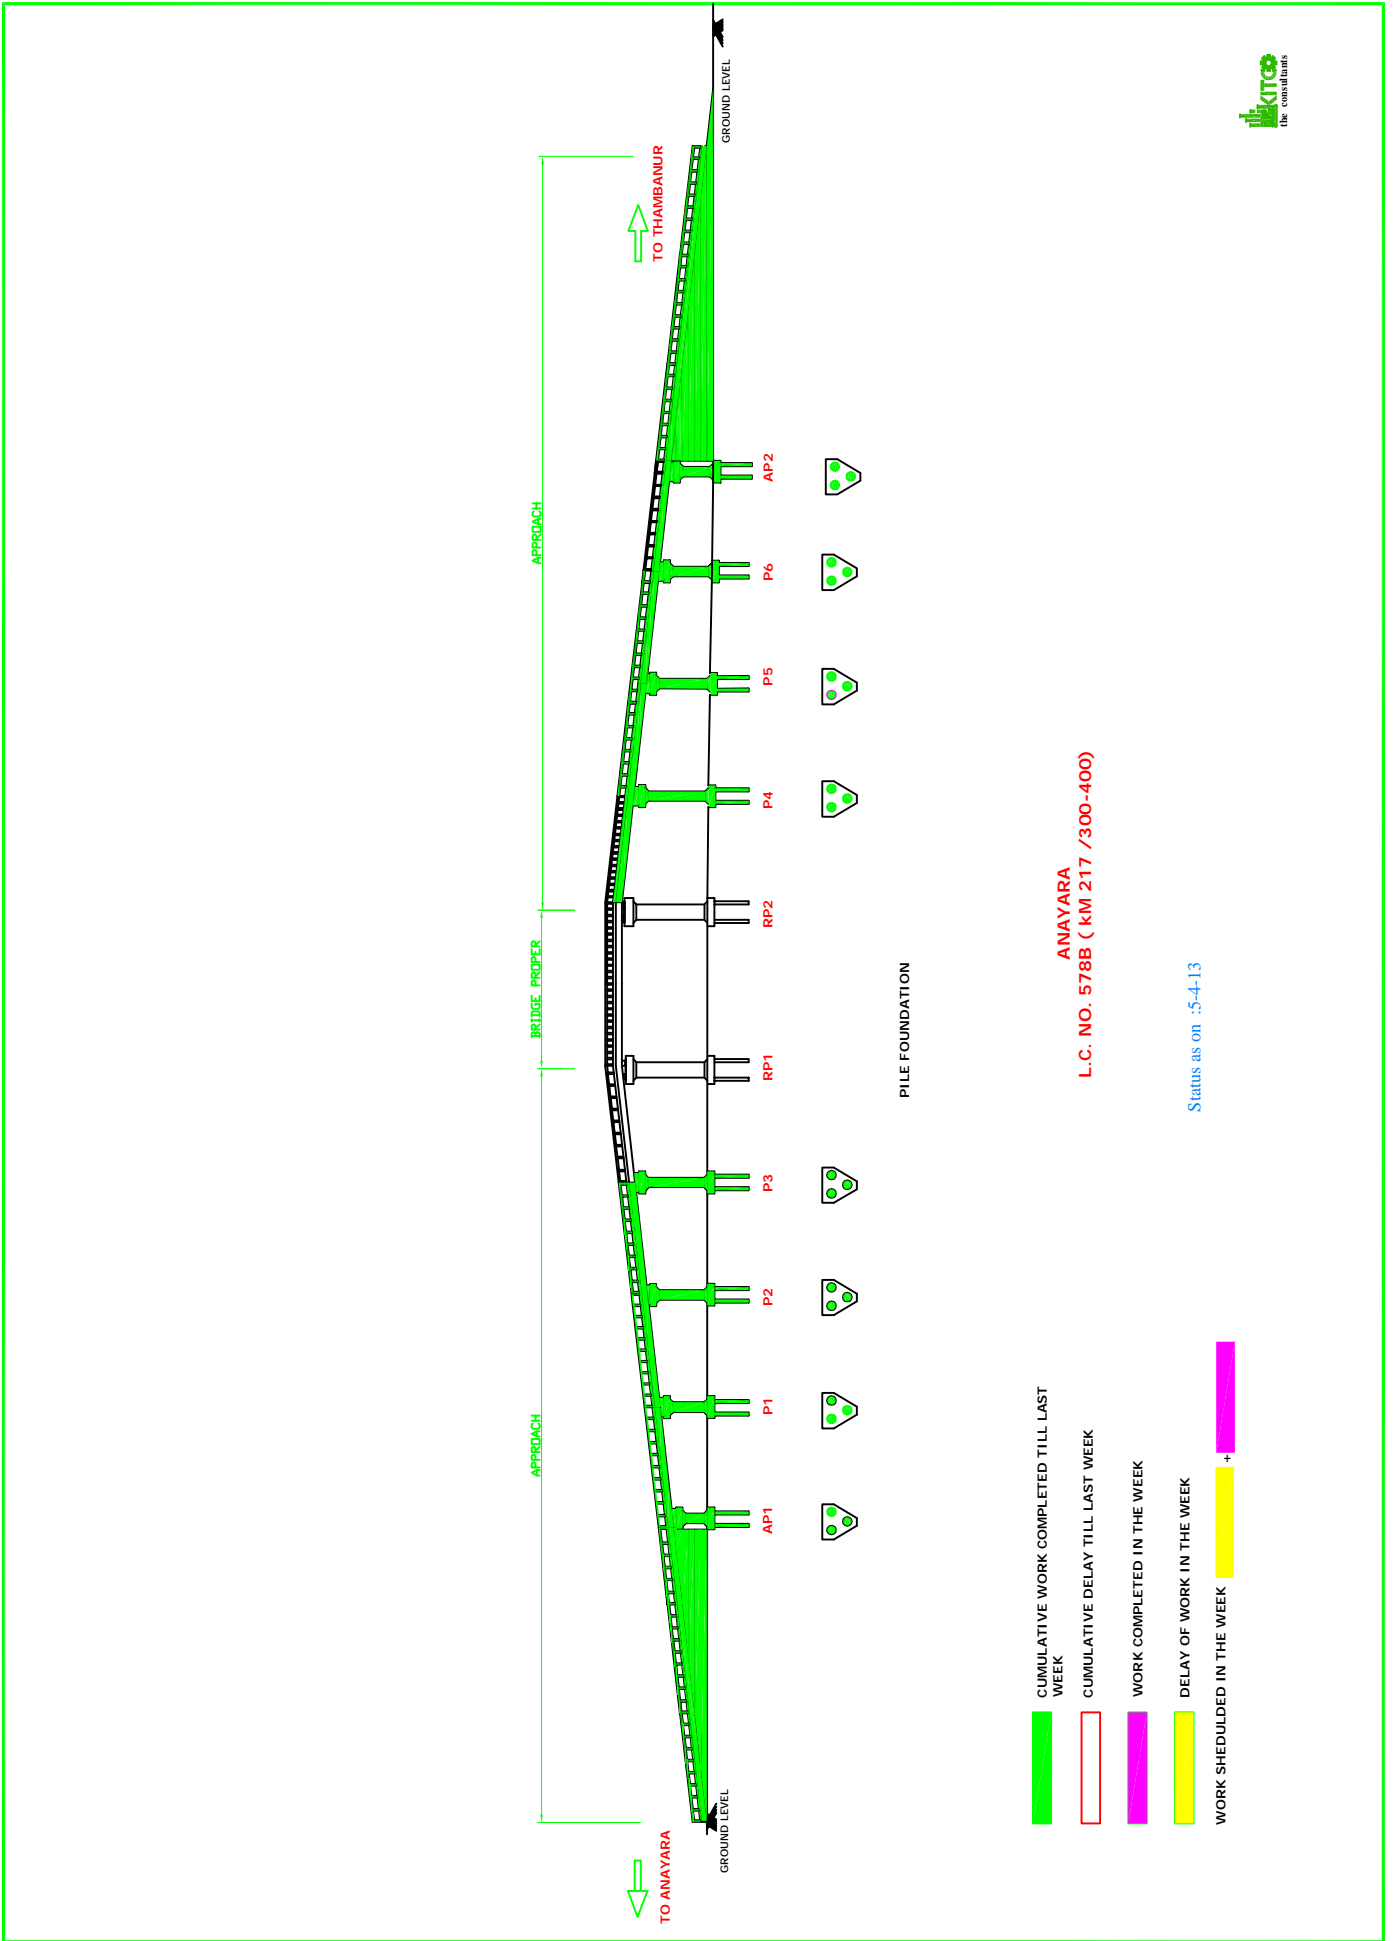 KITCO
the consultants
APPROACH
BRIDGE PROPER
APPROACH
TO ANAYARA
TO THAMBANUR
GROUND LEVEL
GROUND LEVEL
AP1
P1
P2
P3
RP1
RP2
P4
P5
P6
AP2
PILE FOUNDATION
ANAYARA
L.C. NO. 578B ( kM 217 /300-400)
Status as on :5-4-13
CUMULATIVE WORK COMPLETED TILL LAST
WEEK
CUMULATIVE DELAY TILL LAST WEEK
WORK COMPLETED IN THE WEEK
DELAY OF WORK IN THE WEEK
WORK SHEDULDED IN THE WEEK
+